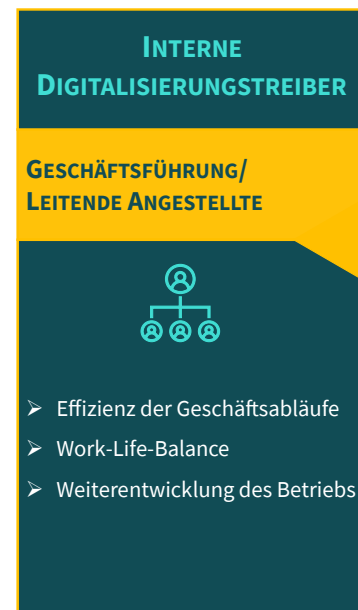 INTERNE
DIGITALISIERUNGSTREIBER
GESCHÄFTSFÜHRUNG/
LEITENDE ANGESTELLTE
➢ Effizienz der Geschäftsabläufe
➢ Work-Life-Balance
➢ Weiterentwicklung des Betriebs